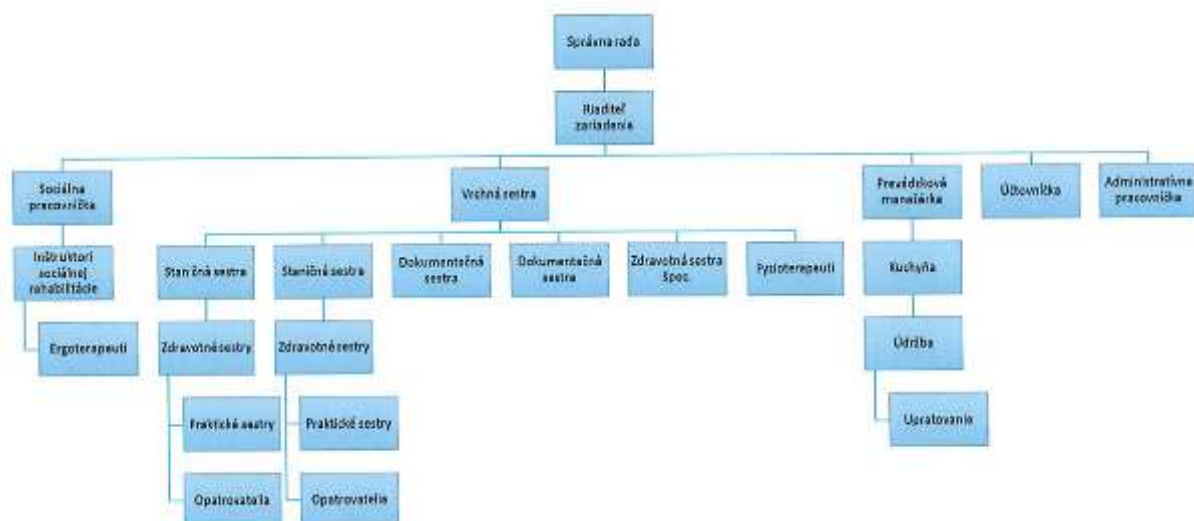 Správna rada
Riaditeľ
zariadenia
Sociálna
pracovníčka
Vrchná sestra
Prevádzková
manažérka
Účtovníčka
Administratívna
pracovníčka
Inštruktori
sociálnej
rehabilitácie
Staničná sestra
Staničná sestra
Dokumentačná
sestra
Dokumentačná
sestra
Zdravotná sestra
špec.
Fyzioterapeuti
Kuchyňa
Ergoterapeuti
Zdravotné sestry
Zdravotné sestry
Údržba
Praktické sestry
Praktické sestry
Upratovanie
Opatrovatelia
Opatrovatelia